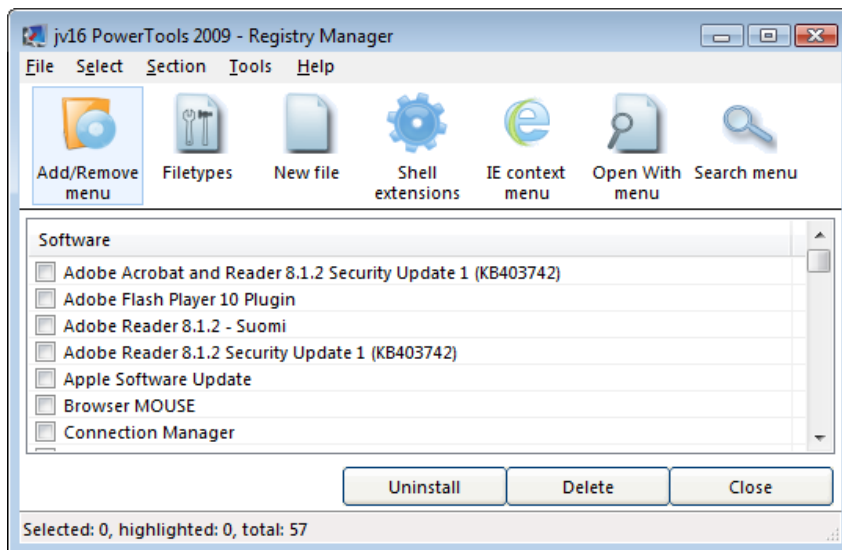 jv16 PowerTools 2009 - Registry Manager
File Select Section Tools Help
Add/Remove menu
Filetypes
New file
Shell extensions
IE context menu
Open With menu
Search menu
Software
Adobe Acrobat and Reader 8.1.2 Security Update 1 (KB403742)
Adobe Flash Player 10 Plugin
Adobe Reader 8.1.2 - Suomi
Adobe Reader 8.1.2 Security Update 1 (KB403742)
Apple Software Update
Browser MOUSE
Connection Manager
Uninstall Delete Close
Selected: 0, highlighted: 0, total: 57